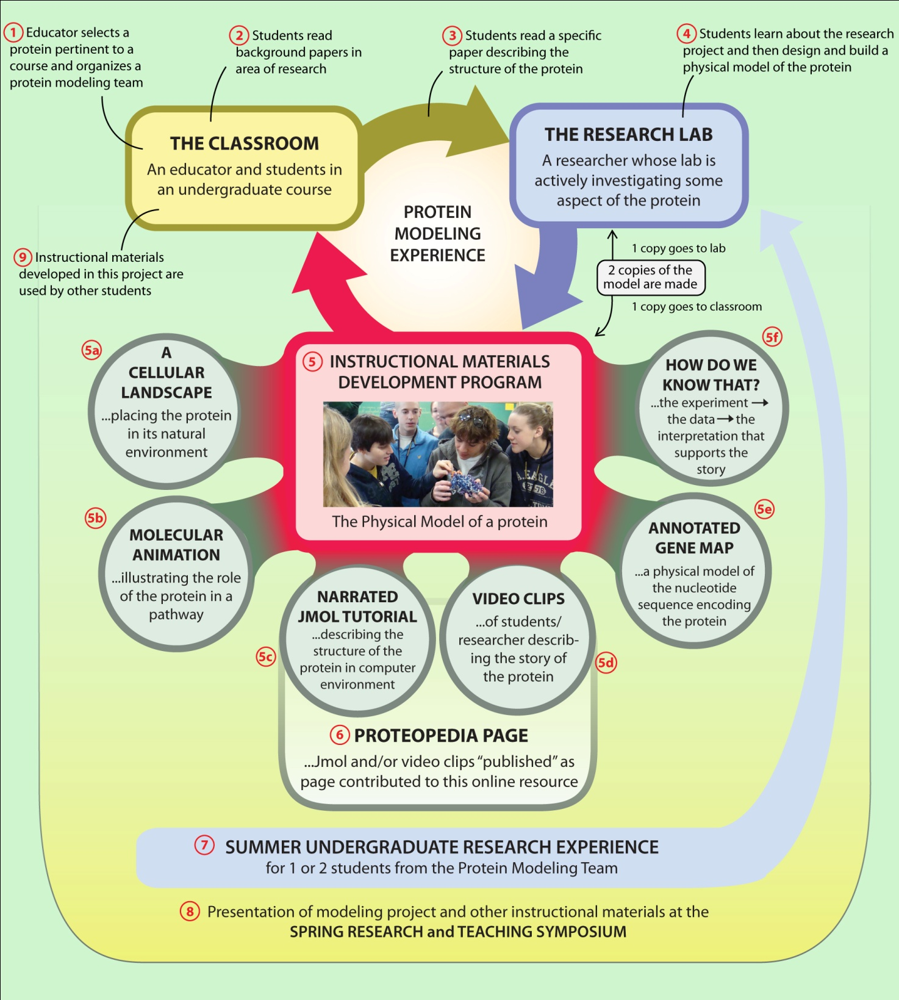 1 Educator selects a
protein pertinent to a
course and organizes a
protein modeling team
2 Students read
background papers in
area of research
3 Students read a specific
paper describing the
structure of the protein
4 Students learn about the research
project and then design and build a
physical model of the protein
THE CLASSROOM
An educator and students in
an undergraduate course
THE RESEARCH LAB
A researcher whose lab is
actively investigating some
aspect of the protein
PROTEIN
MODELING
EXPERIENCE
9 Instructional materials
developed in this project are
used by other students
1 copy goes to lab
2 copies of the
model are made
1 copy goes to classroom
5 INSTRUCTIONAL MATERIALS
DEVELOPMENT PROGRAM
The Physical Model of a protein
5a
A
CELLULAR
LANDSCAPE
...placing the protein
in its natural
environment
5b
MOLECULAR
ANIMATION
...illustrating the role
of the protein in a
pathway
5c
NARRATED
JMOL TUTORIAL
...describing the
structure of the
protein in computer
environment
5d
VIDEO CLIPS
...of students/
researcher describ-
ing the story of
the protein
5e
ANNOTATED
GENE MAP
...a physical model of
the nucleotide
sequence encoding
the protein
5f
HOW DO WE
KNOW THAT?
...the experiment →
the data → the
interpretation that
supports the
story
6 PROTEOPEDIA PAGE
...Jmol and/or video clips “published” as
page contributed to this online resource
7 SUMMER UNDERGRADUATE RESEARCH EXPERIENCE
for 1 or 2 students from the Protein Modeling Team
8 Presentation of modeling project and other instructional materials at the
SPRING RESEARCH and TEACHING SYMPOSIUM